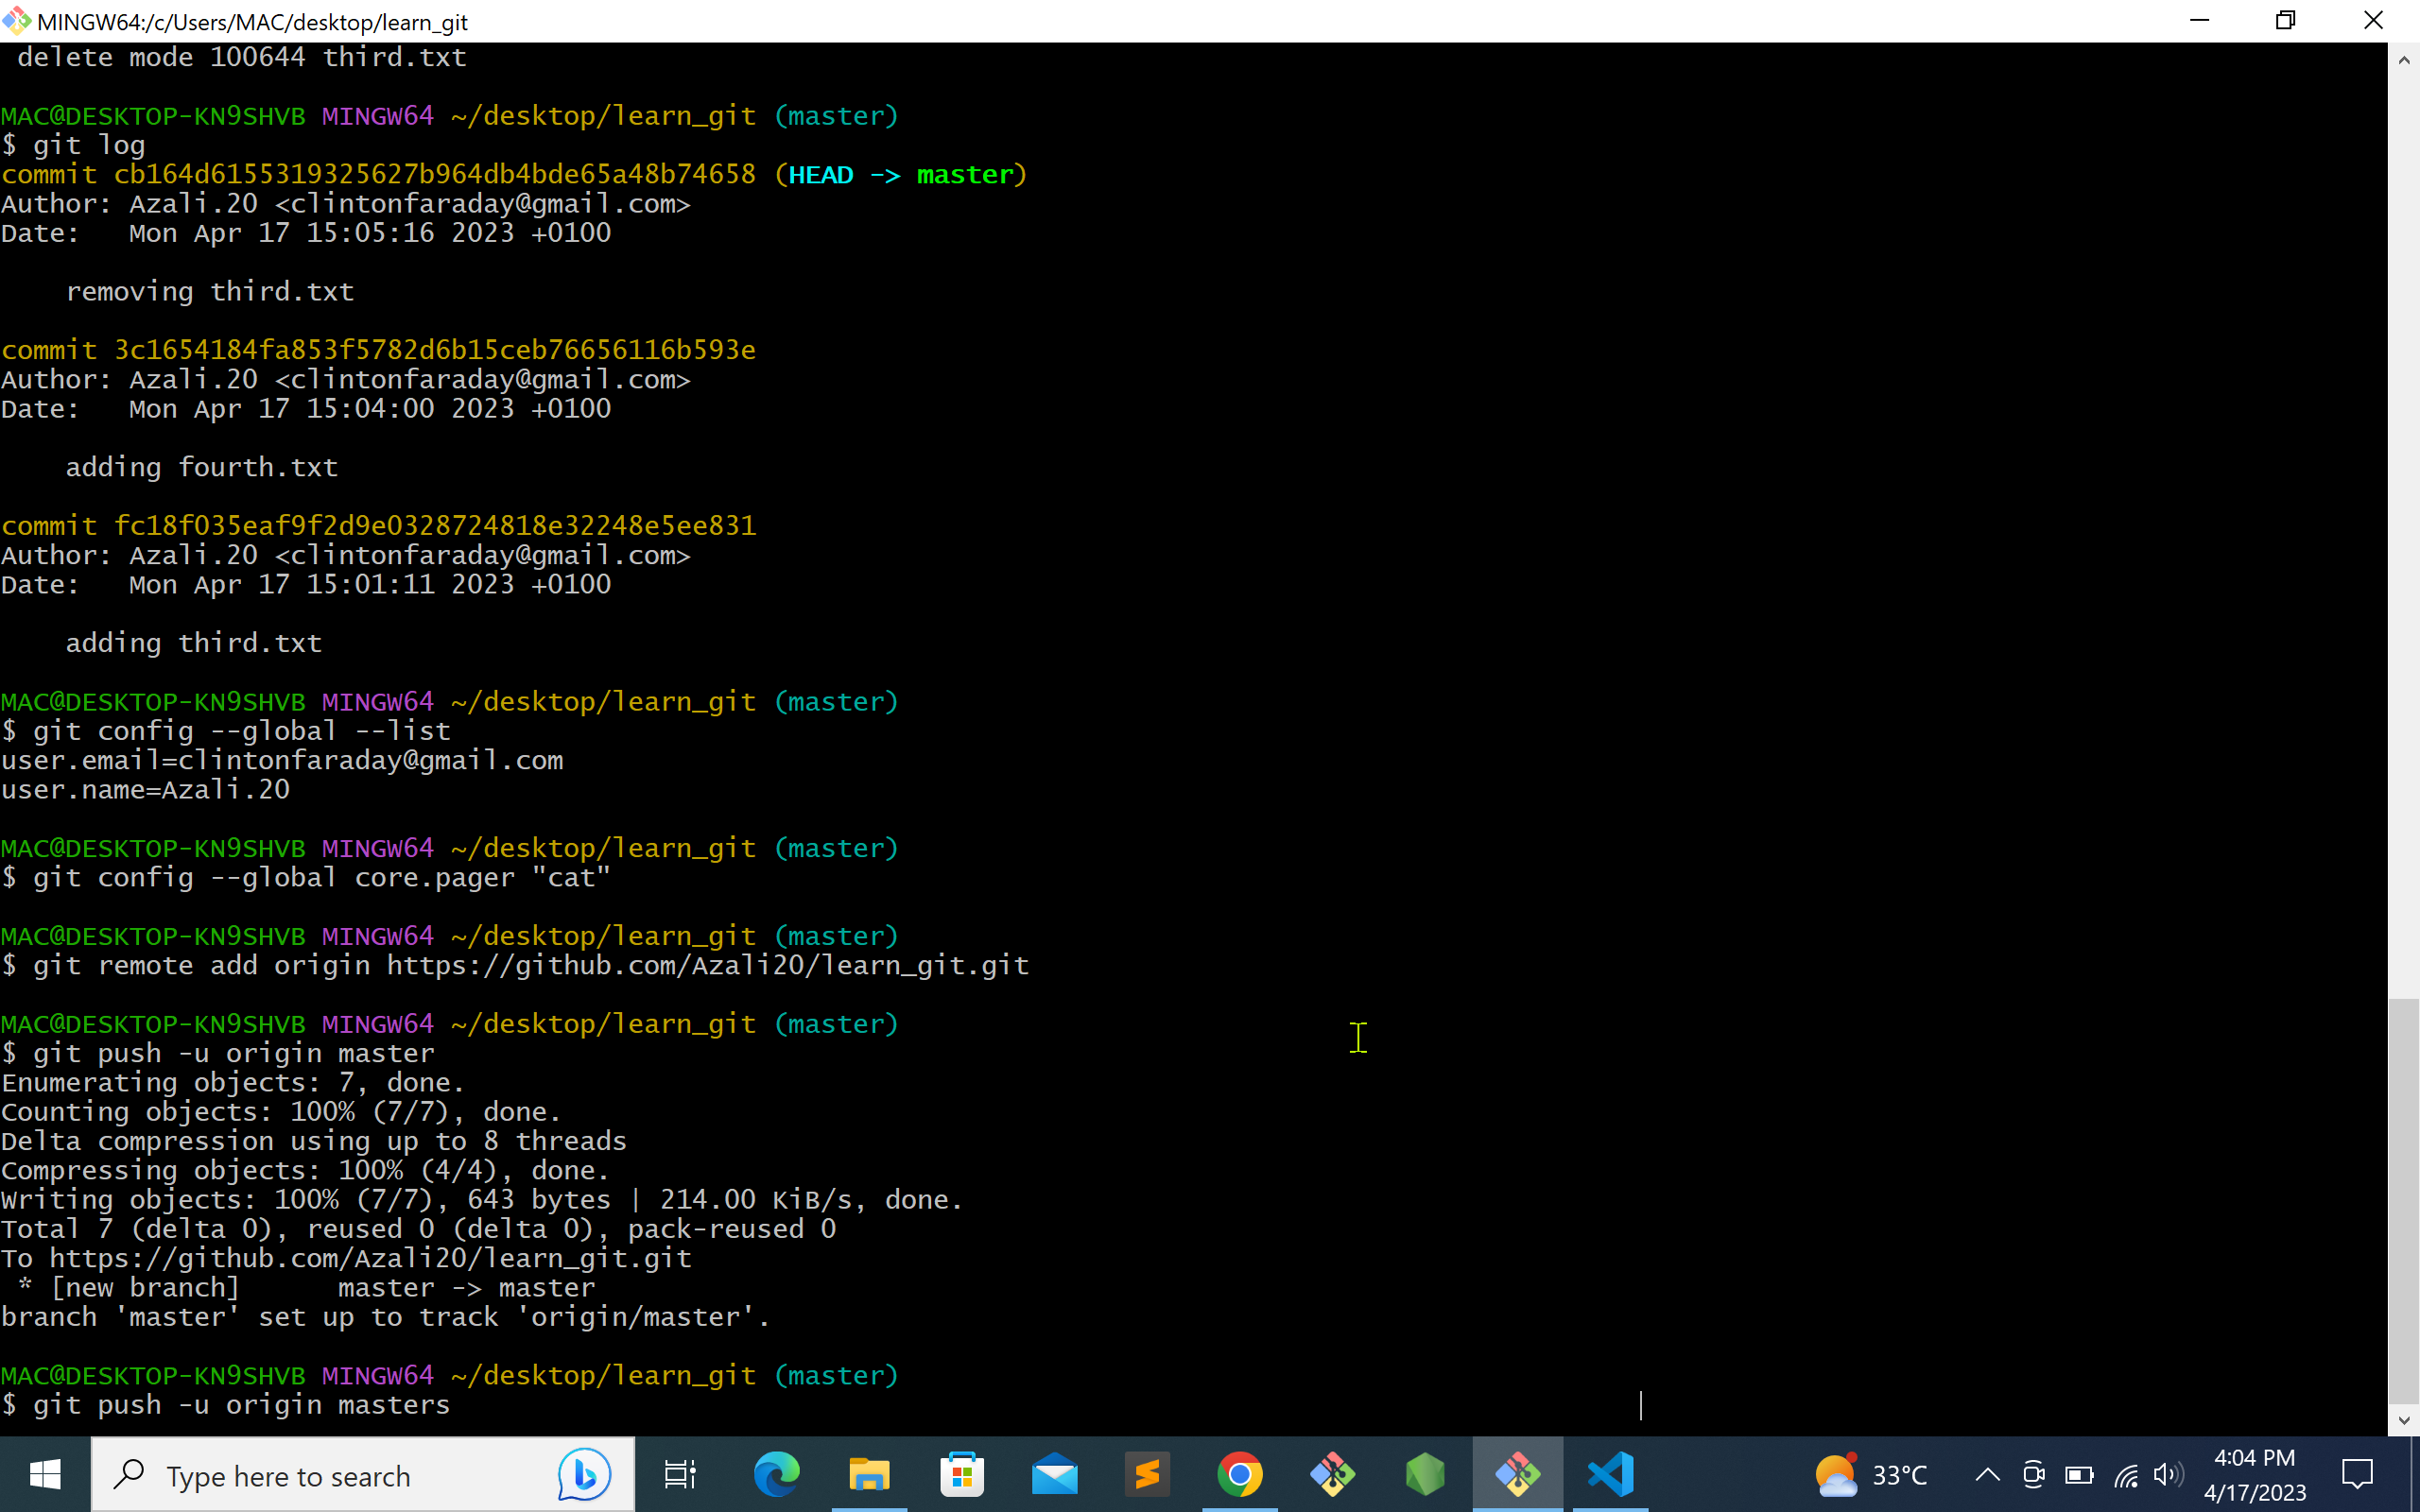 MINGW64:/c/Users/MAC/desktop/learn_git
delete mode 100644 third.txt
MAC@DESKTOP-KN9SHVB MINGW64 ~/desktop/learn_git (master)
$ git log
commit cb164d6155319325627b964db4bde65a48b74658 (HEAD -> master)
Author: Azali.20 <clintonfaraday@gmail.com>
Date:   Mon Apr 17 15:05:16 2023 +0100
removing third.txt
commit 3c1654184fa853f5782d6b15ceb76656116b593e
Author: Azali.20 <clintonfaraday@gmail.com>
Date:   Mon Apr 17 15:04:00 2023 +0100
adding fourth.txt
commit fc18f035eaf9f2d9e0328724818e32248e5ee831
Author: Azali.20 <clintonfaraday@gmail.com>
Date:   Mon Apr 17 15:01:11 2023 +0100
adding third.txt
MAC@DESKTOP-KN9SHVB MINGW64 ~/desktop/learn_git (master)
$ git config --global --list
user.email=clintonfaraday@gmail.com
user.name=Azali.20
MAC@DESKTOP-KN9SHVB MINGW64 ~/desktop/learn_git (master)
$ git config --global core.pager "cat"
MAC@DESKTOP-KN9SHVB MINGW64 ~/desktop/learn_git (master)
$ git remote add origin https://github.com/Azali20/learn_git.git
MAC@DESKTOP-KN9SHVB MINGW64 ~/desktop/learn_git (master)
$ git push -u origin master
Enumerating objects: 7, done.
Counting objects: 100% (7/7), done.
Delta compression using up to 8 threads
Compressing objects: 100% (4/4), done.
Writing objects: 100% (7/7), 643 bytes | 214.00 KiB/s, done.
Total 7 (delta 0), reused 0 (delta 0), pack-reused 0
To https://github.com/Azali20/learn_git.git
* [new branch]      master -> master
branch 'master' set up to track 'origin/master'.
MAC@DESKTOP-KN9SHVB MINGW64 ~/desktop/learn_git (master)
$ git push -u origin masters
Type here to search
33°C
4:04 PM
4/17/2023